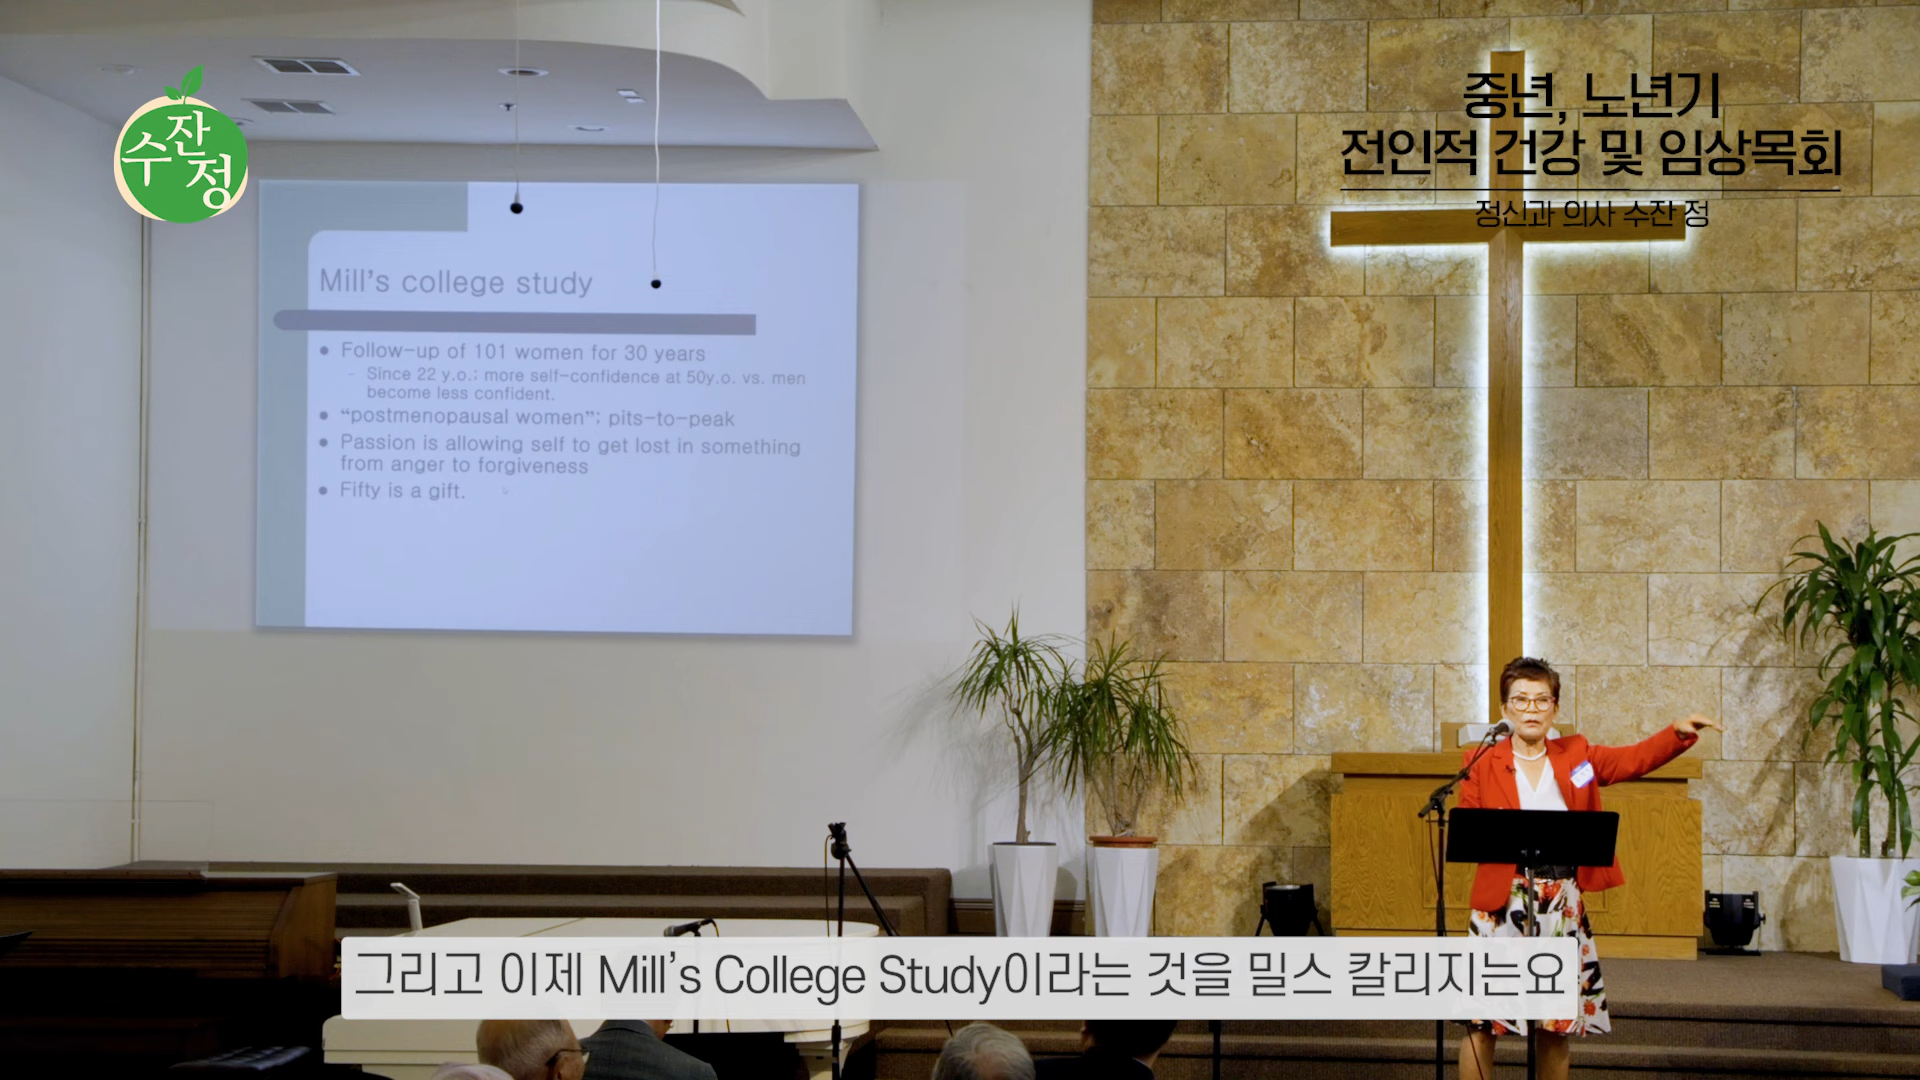 수잔정
중년, 노년기
전인적 건강 및 임상목회
정신과 의사 수잔 정
Mill's college study
• Follow-up of 101 women for 30 years
- Since 22 y.o.: more self-confidence at 50y.o. vs. men
become less confident.
• “postmenopausal women”: pits-to-peak
• Passion is allowing self to get lost in something
from anger to forgiveness
• Fifty is a gift.
그리고 이제 Mill's College Study이라는 것을 밀스 칼리지는요